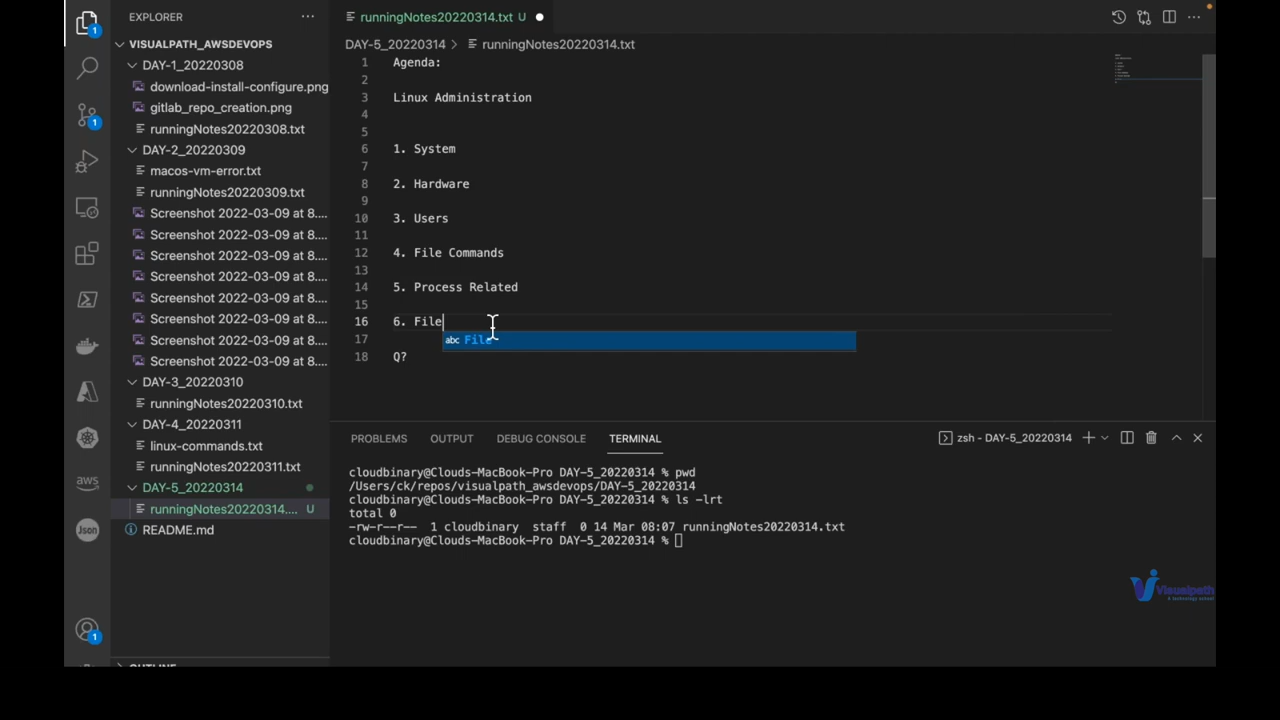 EXPLORER
VISUALPATH_AWSDEVOPS
DAY-1_20220308
download-install-configure.png
gitlab_repo_creation.png
runningNotes20220308.txt
DAY-2_20220309
macos-vm-error.txt
runningNotes20220309.txt
Screenshot 2022-03-09 at 8....
Screenshot 2022-03-09 at 8....
Screenshot 2022-03-09 at 8....
Screenshot 2022-03-09 at 8....
Screenshot 2022-03-09 at 8....
Screenshot 2022-03-09 at 8....
Screenshot 2022-03-09 at 8....
Screenshot 2022-03-09 at 8....
DAY-3_20220310
runningNotes20220310.txt
DAY-4_20220311
linux-commands.txt
runningNotes20220311.txt
DAY-5_20220314
runningNotes20220314.... U
README.md
OUTLINE
1
1
aws
Json
1
runningNotes20220314.txt U
DAY-5_20220314 > runningNotes20220314.txt
1 Agenda:
2
3 Linux Administration
4
5
6 1. System
7
8 2. Hardware
9
10 3. Users
11
12 4. File Commands
13
14 5. Process Related
15
16 6. File
17 abc File
18 Q?
PROBLEMS OUTPUT DEBUG CONSOLE TERMINAL zsh - DAY-5_20220314
cloudbinary@Clouds-MacBook-Pro DAY-5_20220314 % pwd
/Users/ck/repos/visualpath_awsdevops/DAY-5_20220314
cloudbinary@Clouds-MacBook-Pro DAY-5_20220314 % ls -lrt
total 0
-rw-r--r-- 1 cloudbinary staff 0 14 Mar 08:07 runningNotes20220314.txt
cloudbinary@Clouds-MacBook-Pro DAY-5_20220314 %
Visualpath